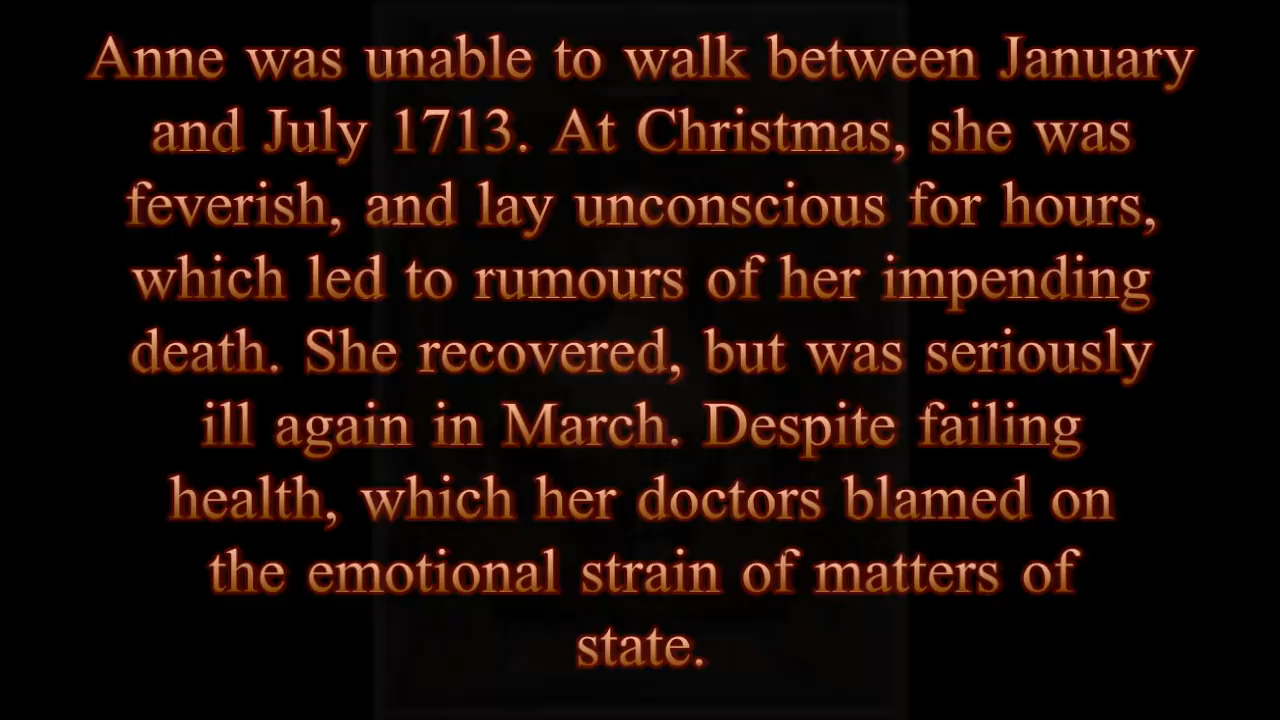 Anne was unable to walk between January
and July 1713. At Christmas, she was
feverish, and lay unconscious for hours,
which led to rumours of her impending
death. She recovered, but was seriously
ill again in March. Despite failing
health, which her doctors blamed on
the emotional strain of matters of
state.